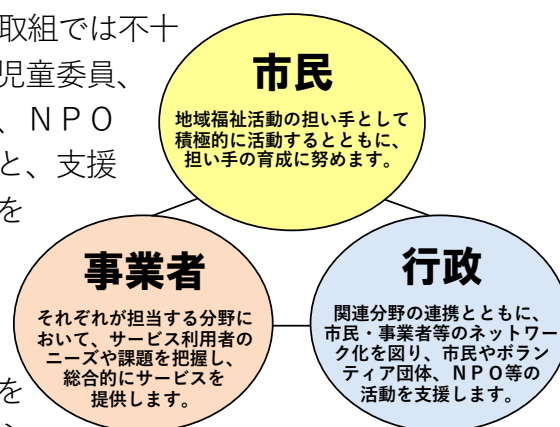 取組では不十
児童委員、
、ＮＰＯ
と、支援
を
を
市民
地域福祉活動の担い手として
積極的に活動するとともに、
担い手の育成に努めます。
事業者
それぞれが担当する分野に
おいて、サービス利用者の
ニーズや課題を把握し、
総合的にサービスを
提供します。
行政
関連分野の連携とともに、
市民・事業者等のネットワー
ク化を図り、市民やボラン
ティア団体、ＮＰＯ等の
活動を支援します。